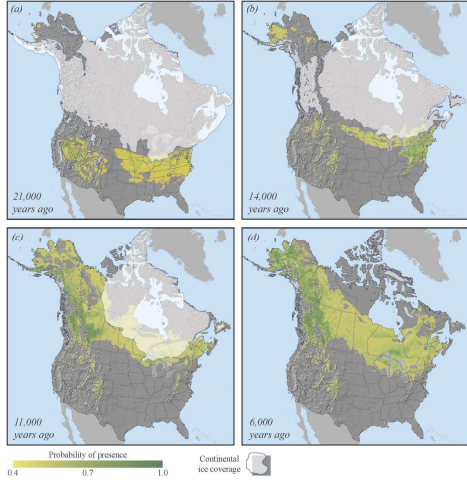 (a)
21,000
years ago
(b)
14,000
years ago
(c)
11,000
years ago
(d)
6,000
years ago
Probability of presence
0.4 0.7 1.0
Continental
ice coverage